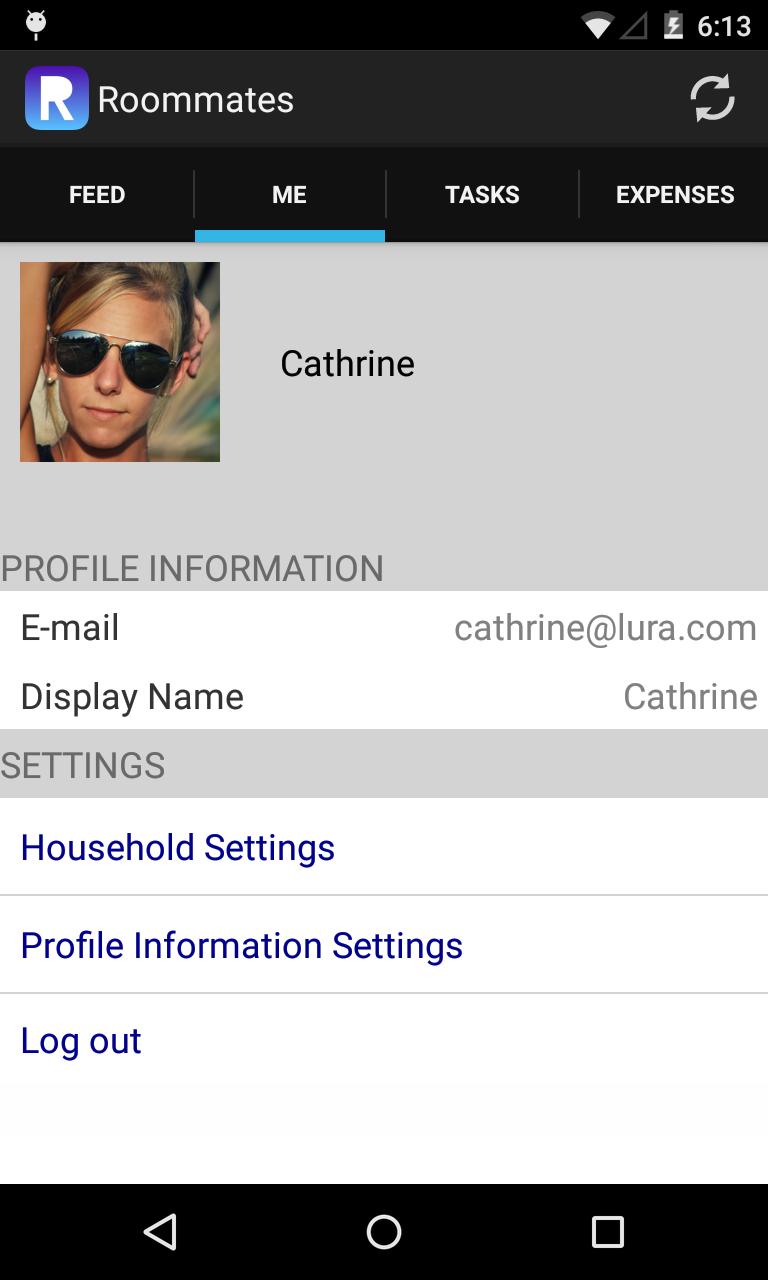 6:13
R Roommates
FEED ME TASKS EXPENSES
Cathrine
PROFILE INFORMATION
E-mail cathrine@lura.com
Display Name Cathrine
SETTINGS
Household Settings
Profile Information Settings
Log out